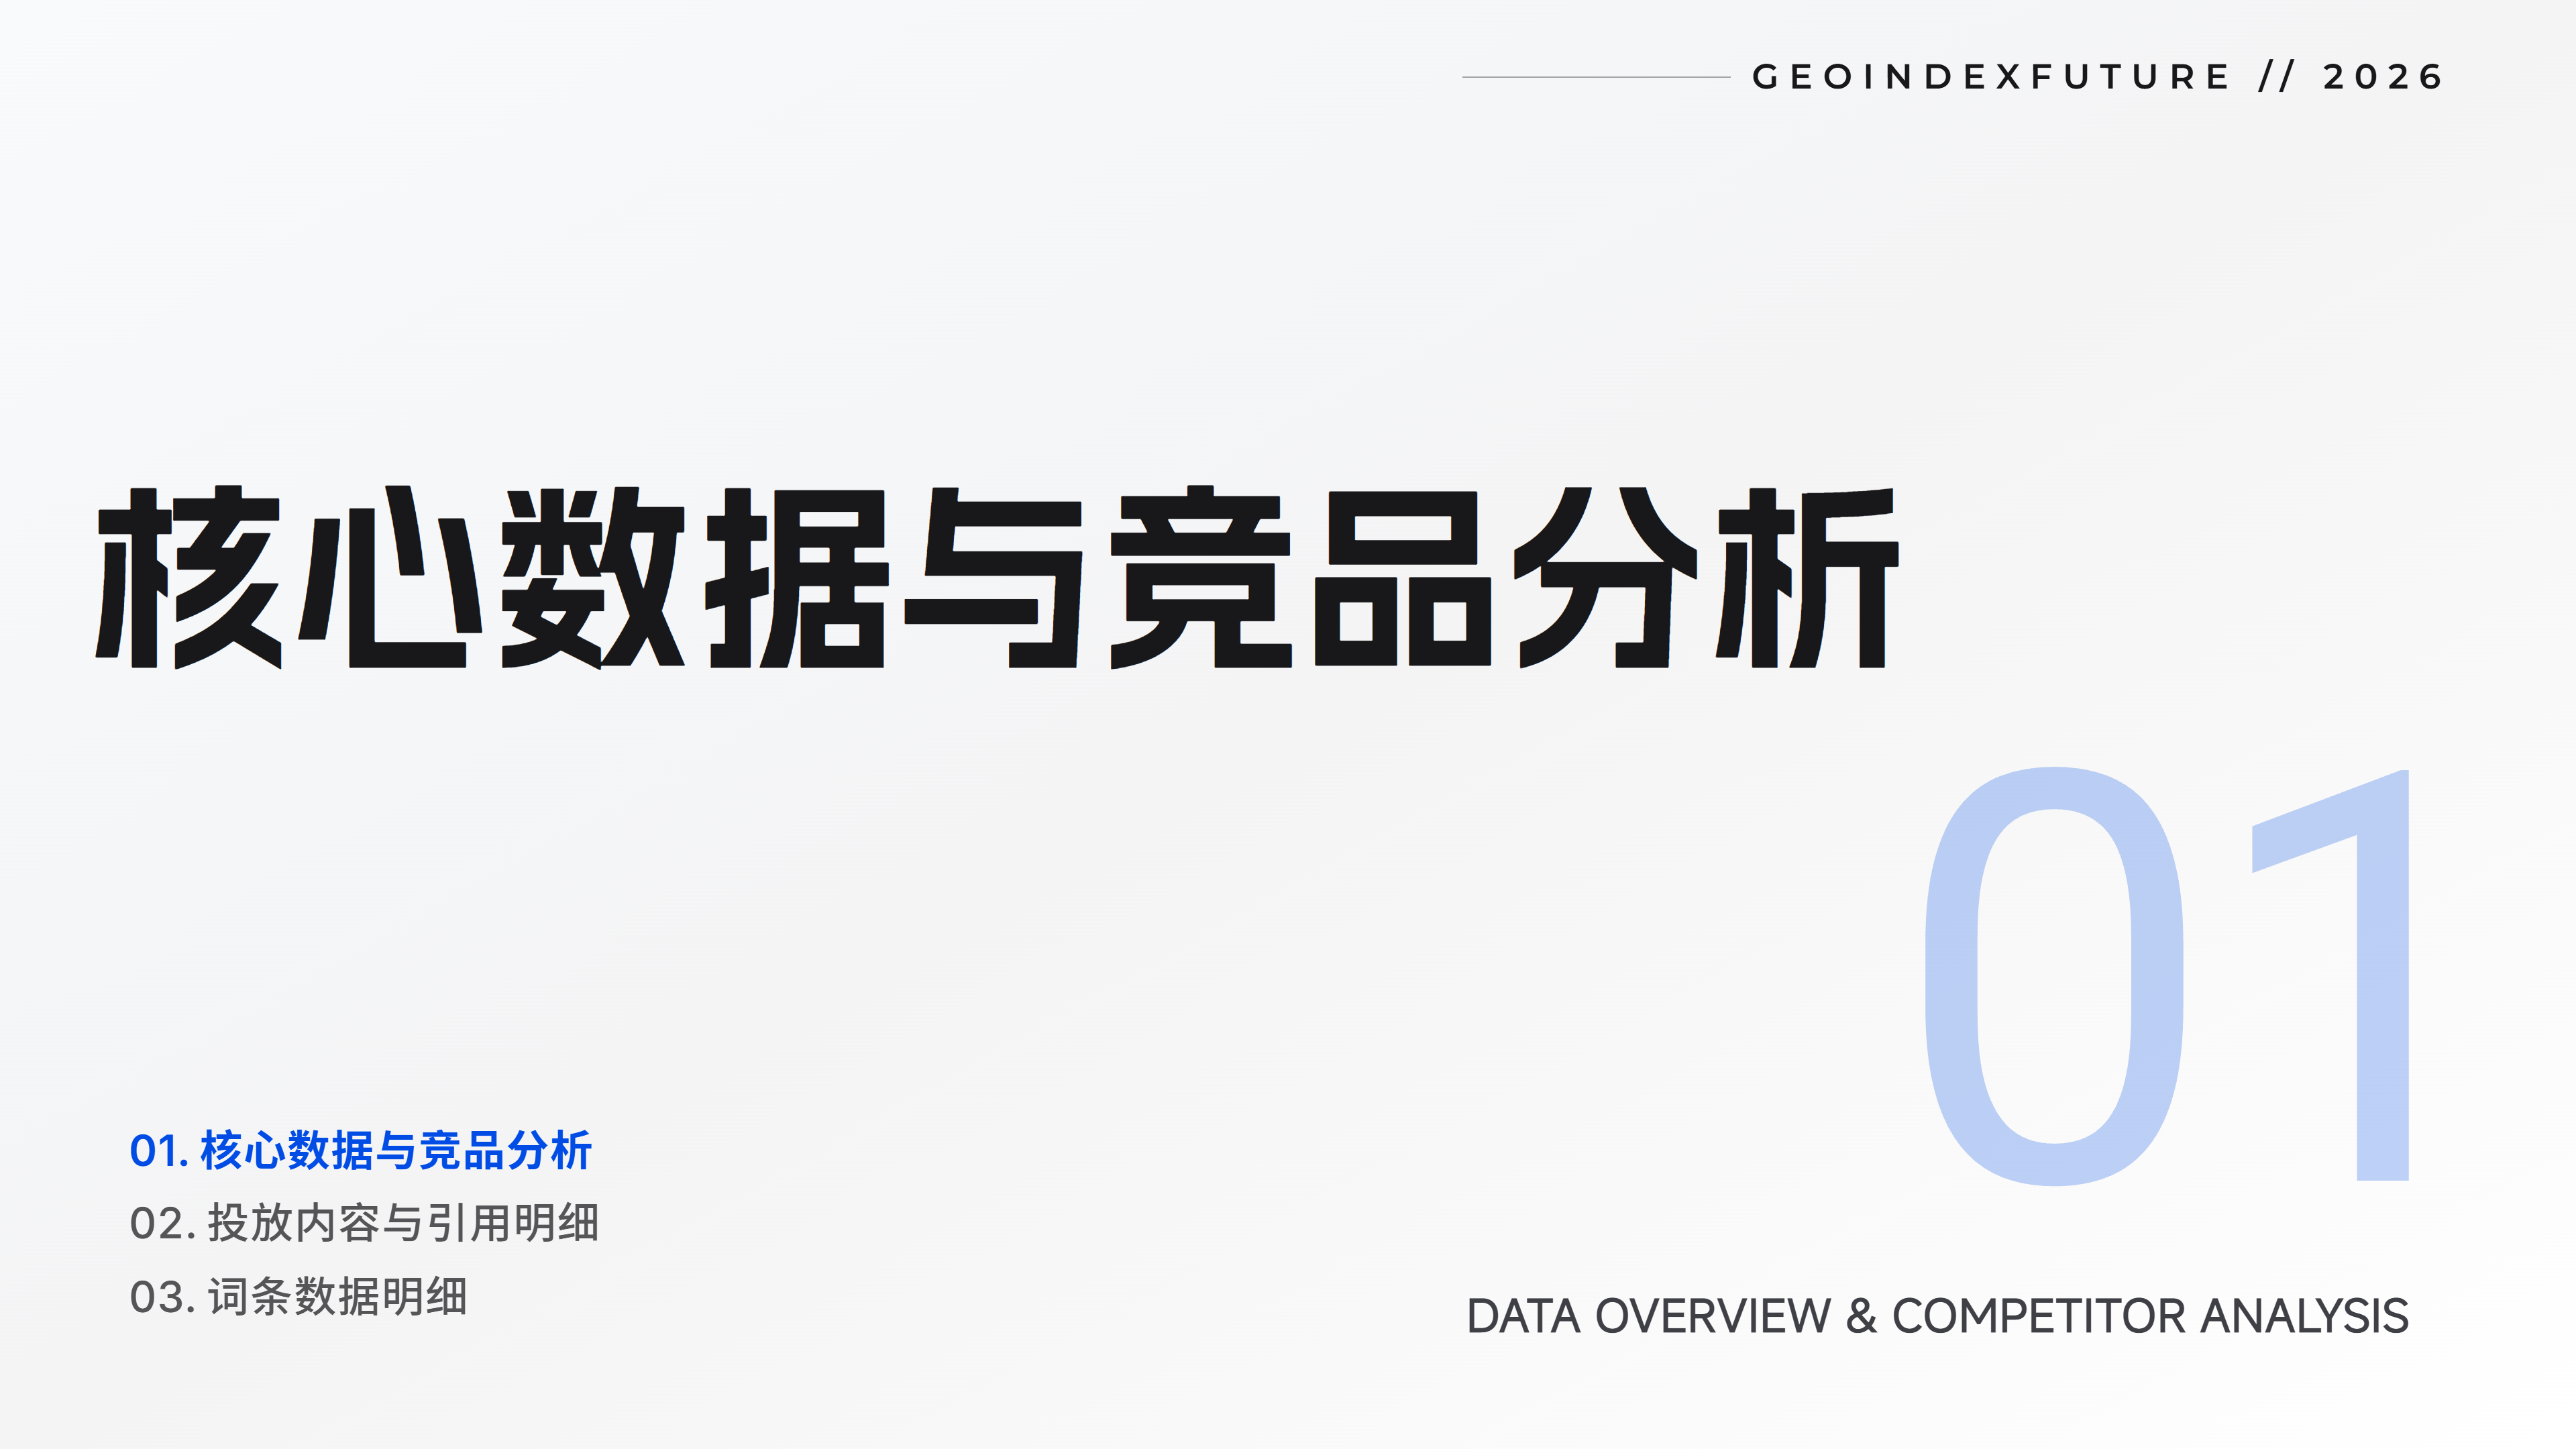 GEOINDEXFUTURE // 2026
核心数据与竞品分析
01
01. 核心数据与竞品分析
02. 投放内容与引用明细
03. 词条数据明细
DATA OVERVIEW & COMPETITOR ANALYSIS